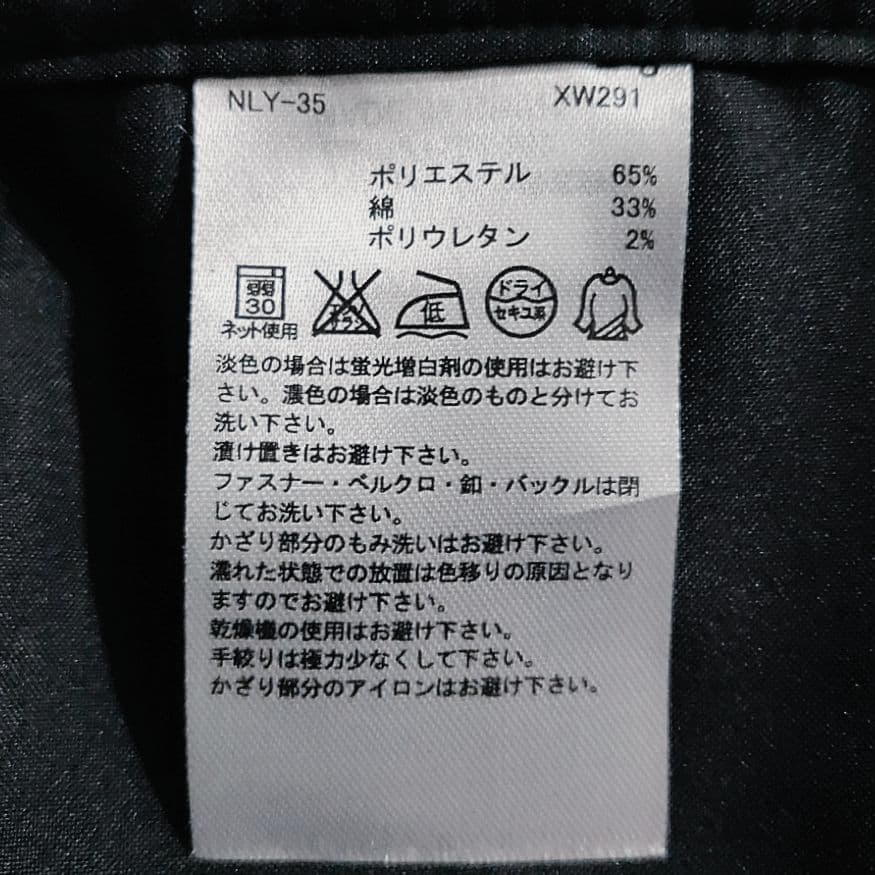 NLY-35 XW291
ポリエステル 65%
綿 33%
ポリウレタン 2%
弱 30 エンソ サラシ 低 ドライ セキユ系
ネット使用
淡色の場合は蛍光増白剤の使用はお避け下
さい。濃色の場合は淡色のものと分けてお
洗い下さい。
漬け置きはお避け下さい。
ファスナー・ベルクロ・釦・バックルは閉
じてお洗い下さい。
かざり部分のもみ洗いはお避け下さい。
濡れた状態での放置は色移りの原因となり
ますのでお避け下さい。
乾燥機の使用はお避け下さい。
手絞りは極力少なくして下さい。
かざり部分のアイロンはお避け下さい。